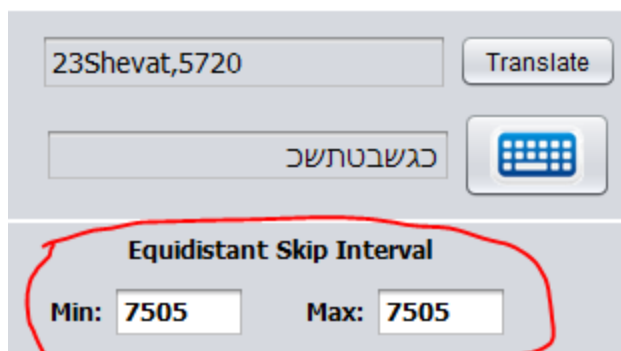 23Shevat,5720 Translate
כגשבטתשכ
Equidistant Skip Interval
Min: 7505 Max: 7505